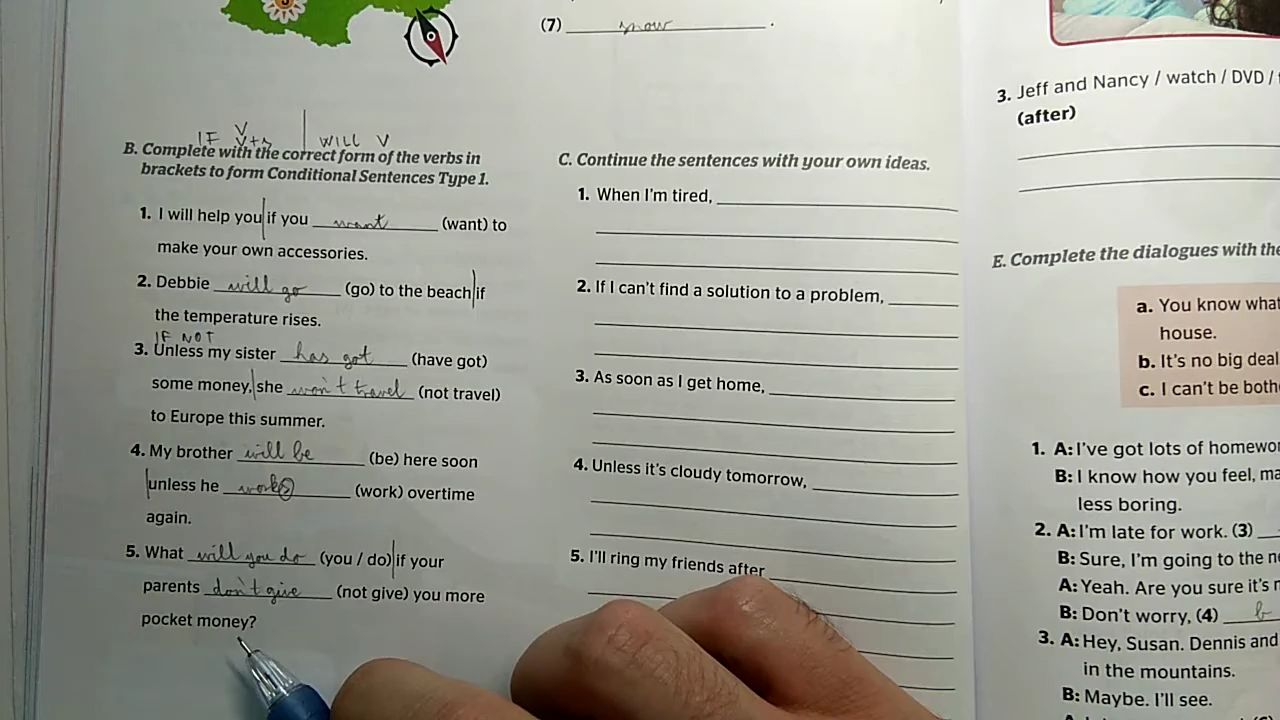 (7) snow .
V
IF V+s WILL V
B. Complete with the correct form of the verbs in
brackets to form Conditional Sentences Type 1.
1. I will help you if you want (want) to
make your own accessories.
2. Debbie will go (go) to the beach if
the temperature rises.
IF NOT
3. Unless my sister has got (have got)
some money, she won't travel (not travel)
to Europe this summer.
4. My brother will be (be) here soon
unless he works (work) overtime
again.
5. What will you do (you / do) if your
parents don't give (not give) you more
pocket money?
C. Continue the sentences with your own ideas.
1. When I'm tired,
2. If I can't find a solution to a problem,
3. As soon as I get home,
4. Unless it's cloudy tomorrow,
5. I'll ring my friends after
3. Jeff and Nancy / watch / DVD /
(after)
E. Complete the dialogues with the
a. You know what
house.
b. It's no big deal
c. I can't be both
1. A: I've got lots of homewo
B: I know how you feel, ma
less boring.
2. A: I'm late for work. (3)
B: Sure, I'm going to the
A: Yeah. Are you sure it's
B: Don't worry, (4) b
3. A: Hey, Susan. Dennis and
in the mountains.
B: Maybe. I'll see.